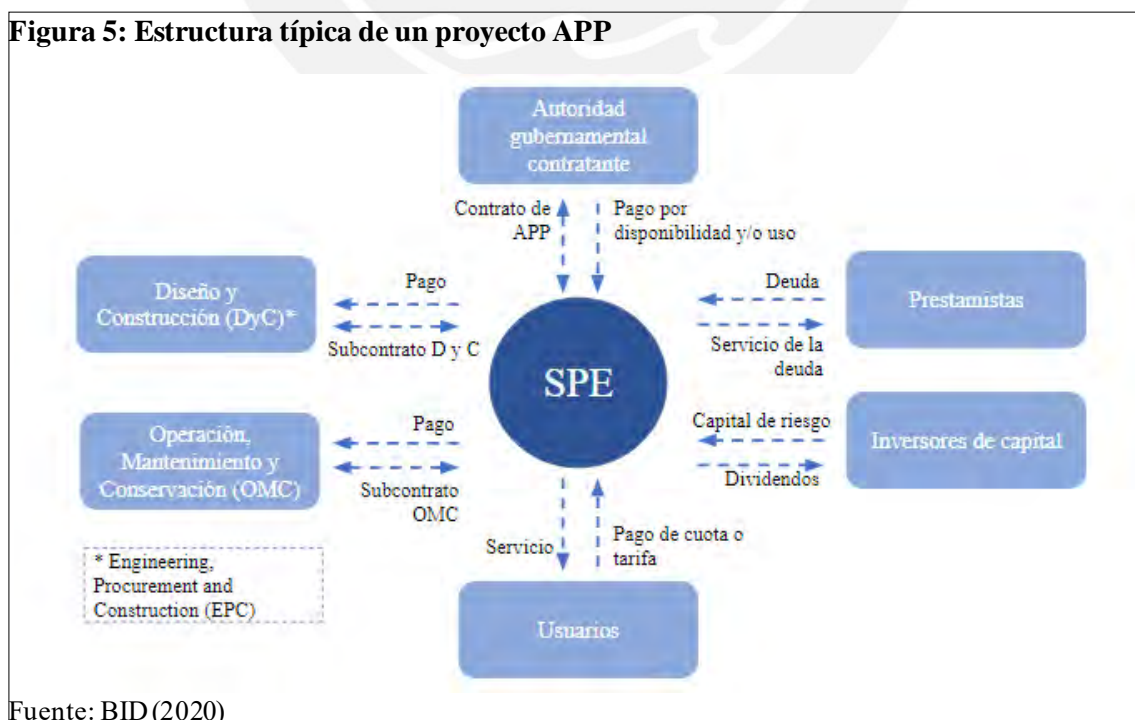 Figura 5: Estructura típica de un proyecto APP
Autoridad
gubernamental
contratante
Contrato de
APP
Pago por
disponibilidad y/o uso
Diseño y
Construcción (DyC)*
Pago
Subcontrato D y C
Deuda
Servicio de la
deuda
Prestamistas
SPE
Operación,
Mantenimiento y
Conservación (OMC)
Pago
Subcontrato
OMC
Capital de riesgo
Dividendos
Inversores de capital
Servicio
Pago de cuota o
tarifa
* Engineering,
Procurement and
Construction (EPC)
Usuarios
Fuente: BID (2020)